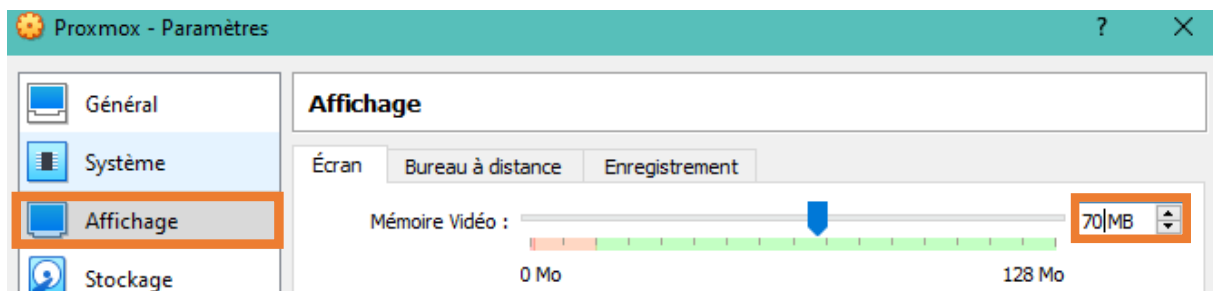 Proxmox - Paramètres ? ×
Général
Affichage
Système
Écran Bureau à distance Enregistrement
Affichage
Mémoire Vidéo : 70 MB
Stockage
0 Mo 128 Mo